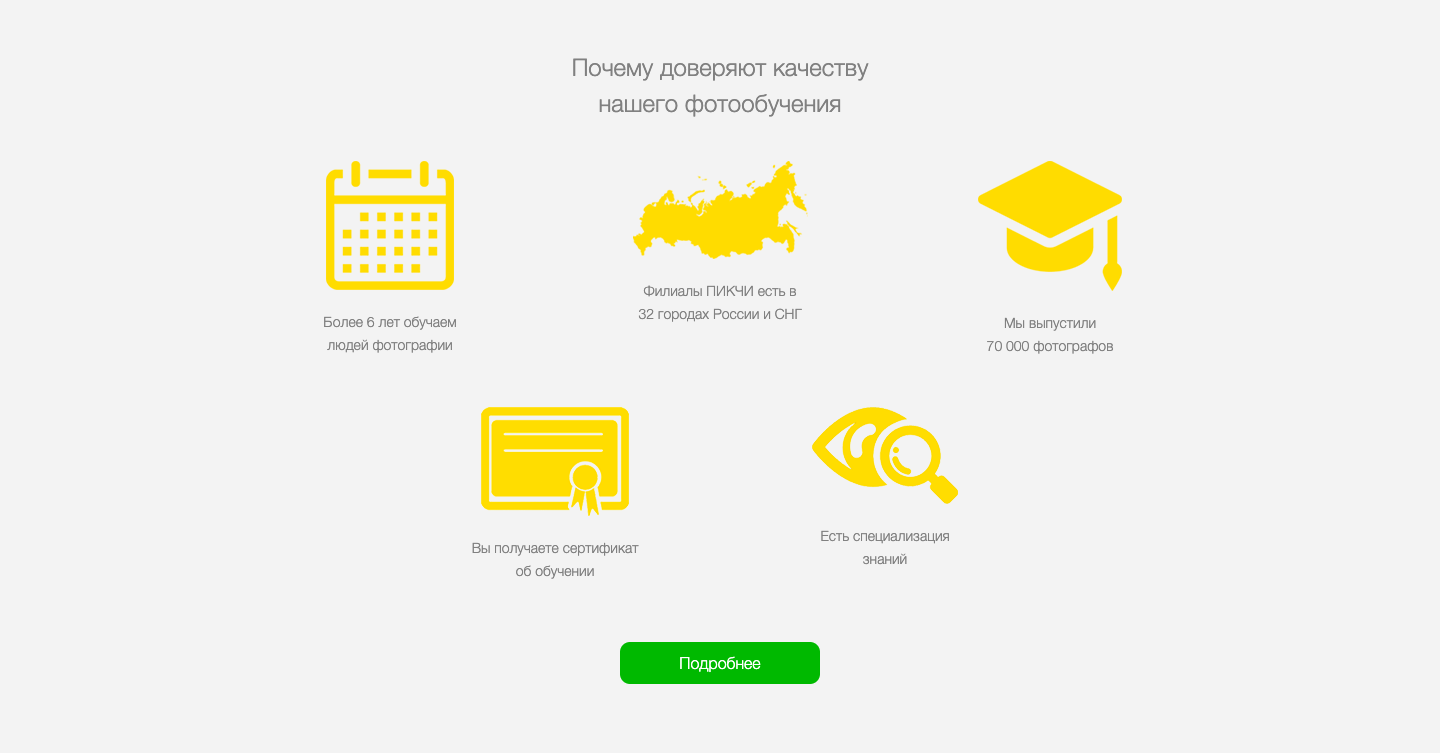 Почему доверяют качеству
нашего фотообучения
Более 6 лет обучаем
людей фотографии
Филиалы ПИКЧИ есть в
32 городах России и СНГ
Мы выпустили
70 000 фотографов
Вы получаете сертификат
об обучении
Есть специализация
знаний
Подробнее